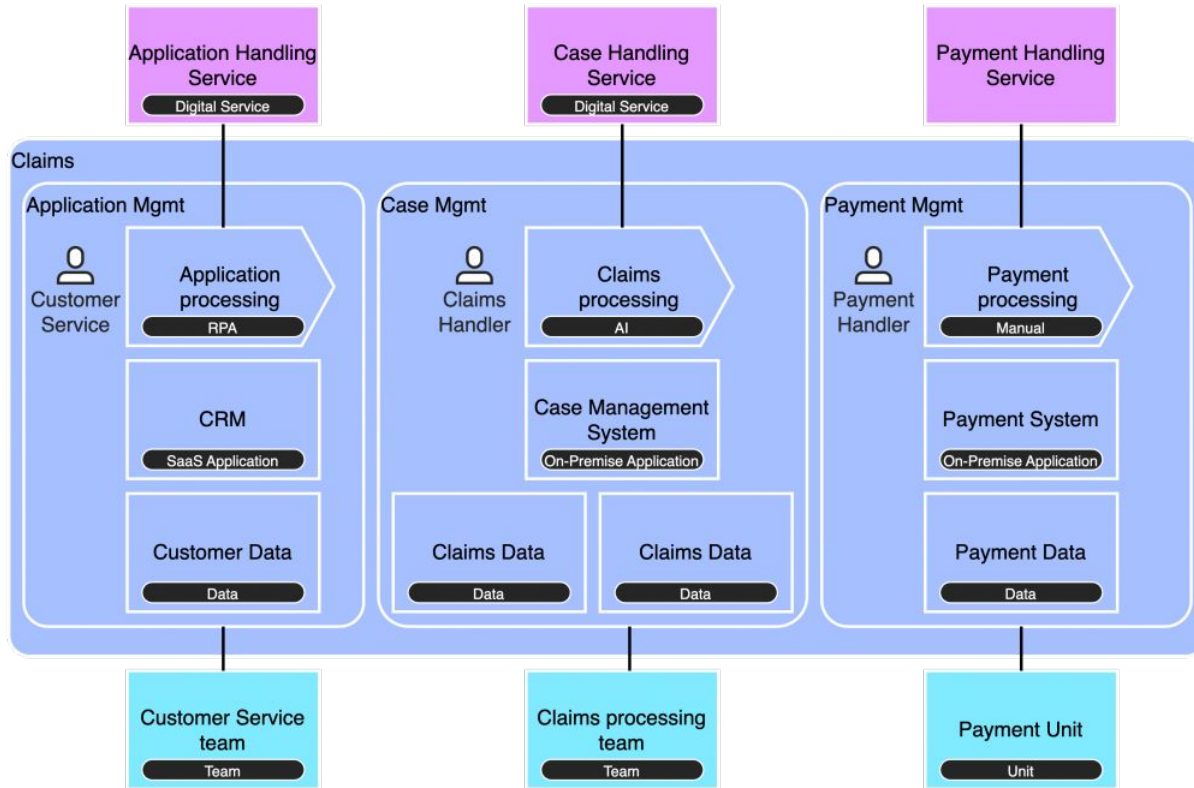 Application Handling
Service
Digital Service
Case Handling
Service
Digital Service
Payment Handling
Service
Claims
Application Mgmt
Customer
Service
Application
processing
RPA
CRM
SaaS Application
Customer Data
Data
Case Mgmt
Claims
Handler
Claims
processing
AI
Case Management
System
On-Premise Application
Claims Data
Data
Claims Data
Data
Payment Mgmt
Payment
Handler
Payment
processing
Manual
Payment System
On-Premise Application
Payment Data
Data
Customer Service
team
Team
Claims processing
team
Team
Payment Unit
Unit